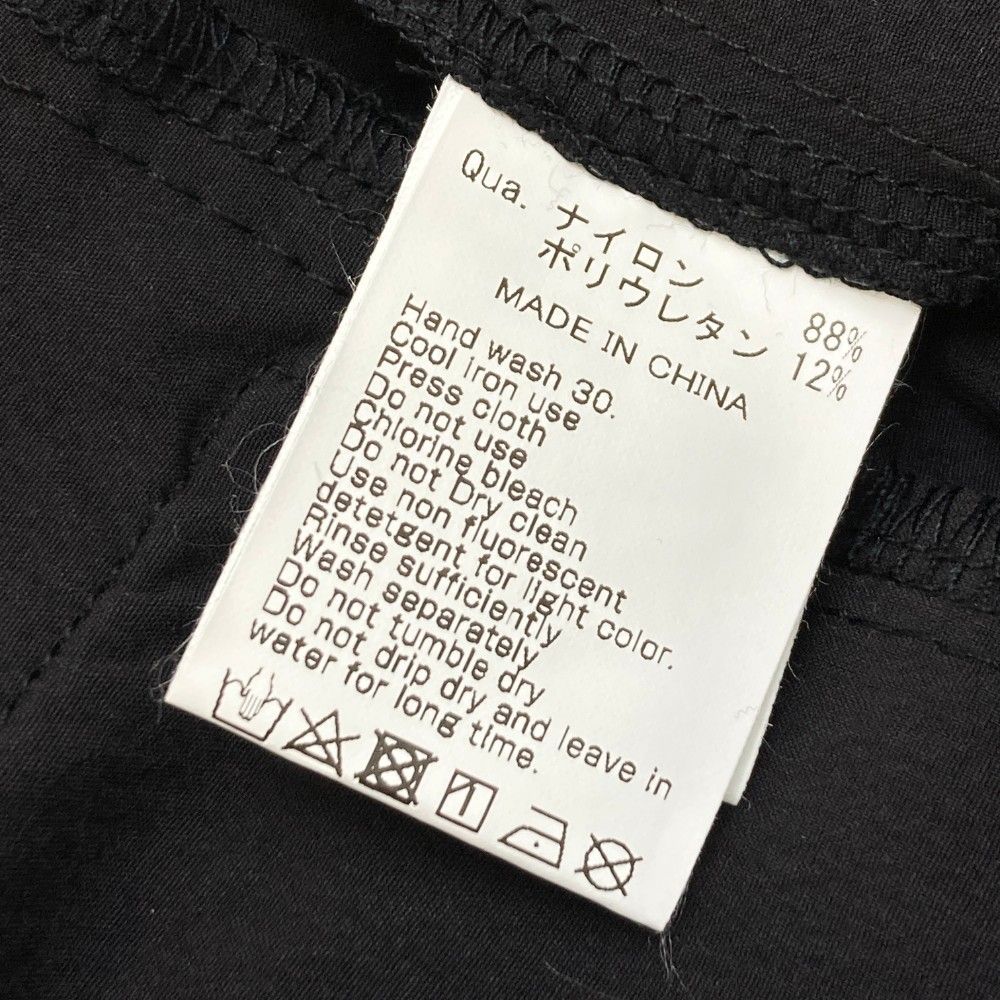 Qua. ナイロン 88%
ポリウレタン 12%
MADE IN CHINA
Hand wash 30.
Cool iron use
Press cloth
Do not use
Chlorine bleach
Do not Dry clean
Use non fluorescent
detetgent for light color.
Rinse sufficiently
Wash separately
Do not tumble dry
Do not drip dry and leave in
water for long time.